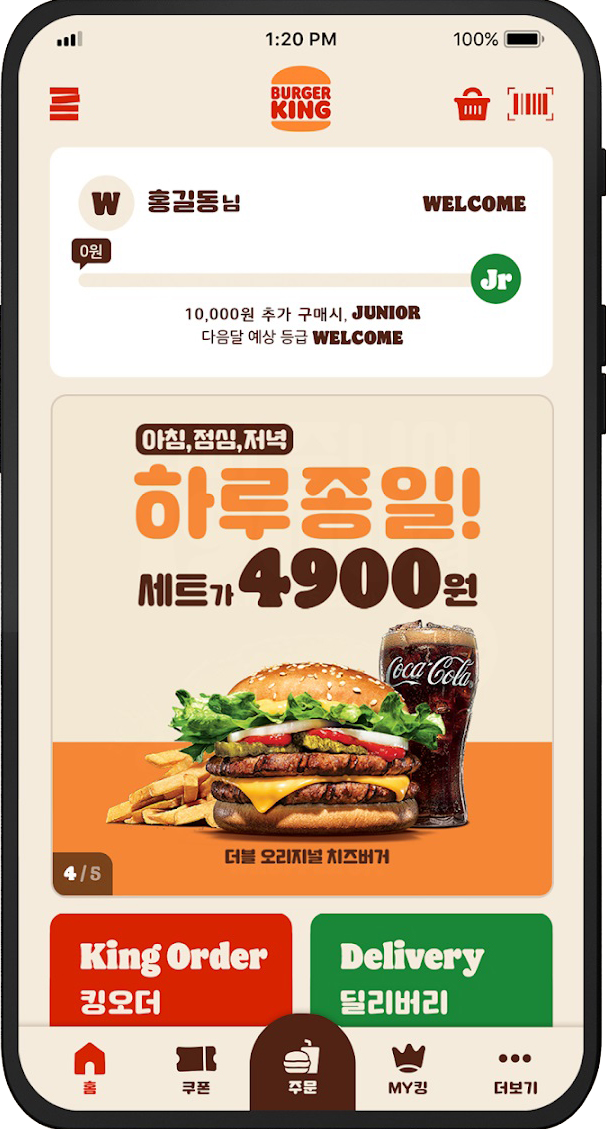 1:20 PM
100%
BURGER
KING
W
홍길동님
WELCOME
0원
Jr
10,000원 추가 구매시, JUNIOR
다음달 예상 등급 WELCOME
아침,점심,저녁
하루종일!
세트가 4900원
Coca-Cola
더블 오리지널 치즈버거
4 / 5
King Order
킹오더
Delivery
딜리버리
홈
쿠폰
주문
MY킹
더보기